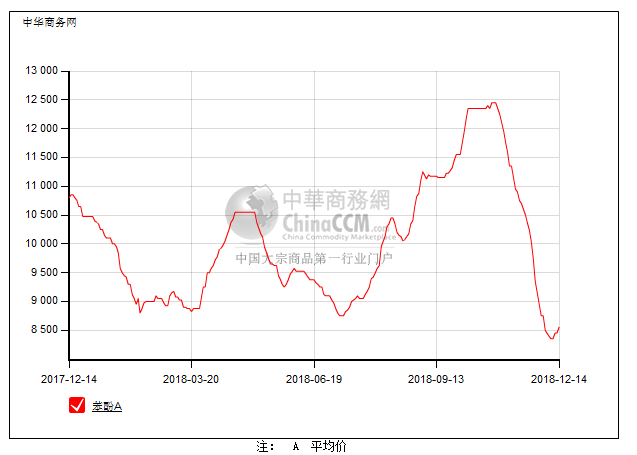 中华商务网
13 000
12 500
12 000
11 500
11 000
10 500
10 000
9 500
9 000
8 500
中華商務網
ChinaCCM.com
China Commodity Marketplace
中国大宗商品第一行业门户
2017-12-14 2018-03-20 2018-06-19 2018-09-13 2018-12-14
苯酚A
注： A 平均价